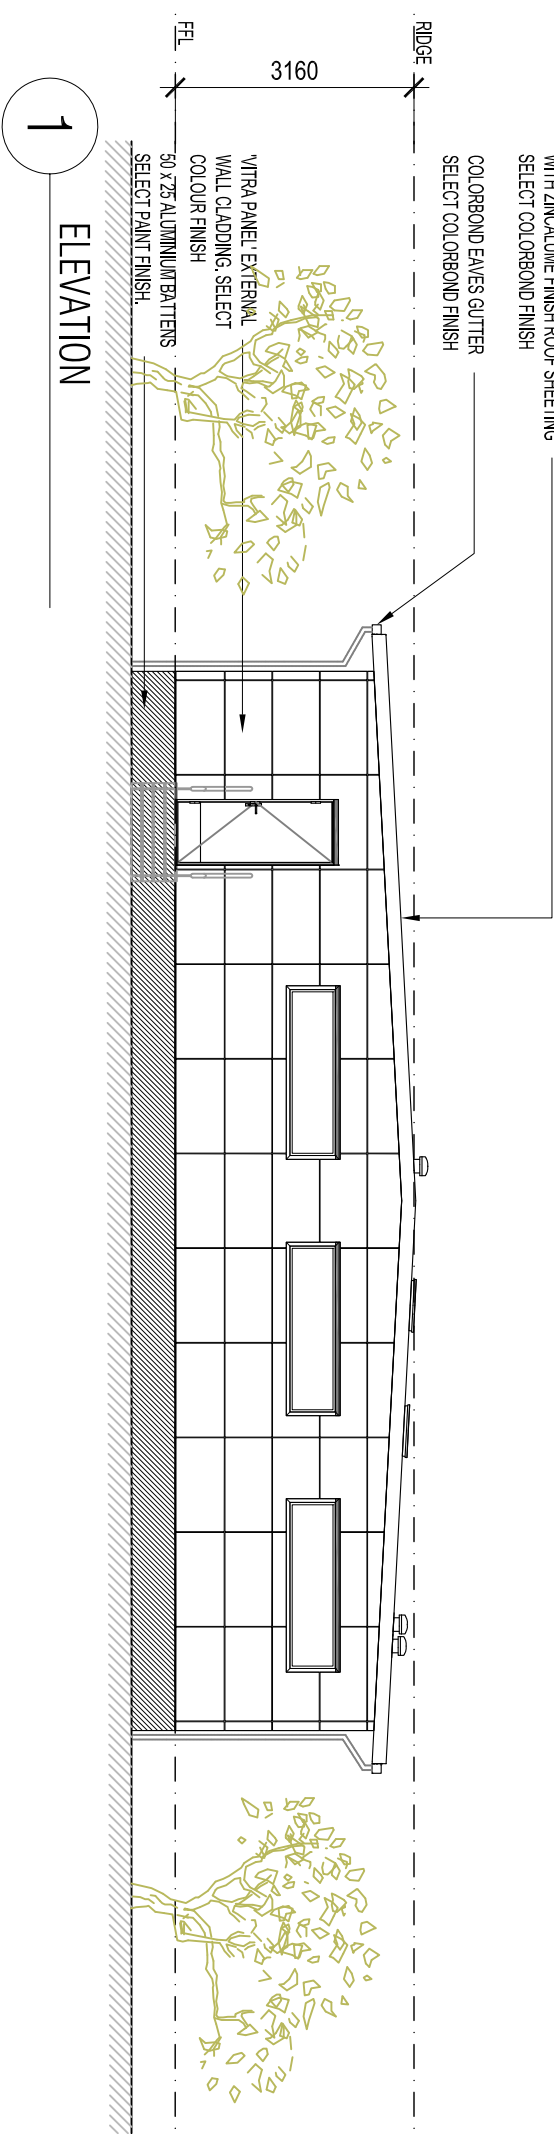 WITH ZINCALUME FINISH ROOF SHEETING
SELECT COLORBOND FINISH
COLORBOND EAVES GUTTER
SELECT COLORBOND FINISH
RIDGE
3160
FFL
'VITRA PANEL' EXTERNAL
WALL CLADDING. SELECT
COLOUR FINISH
50 x 25 ALUMINIUM BATTENS
SELECT PAINT FINISH.
1
ELEVATION